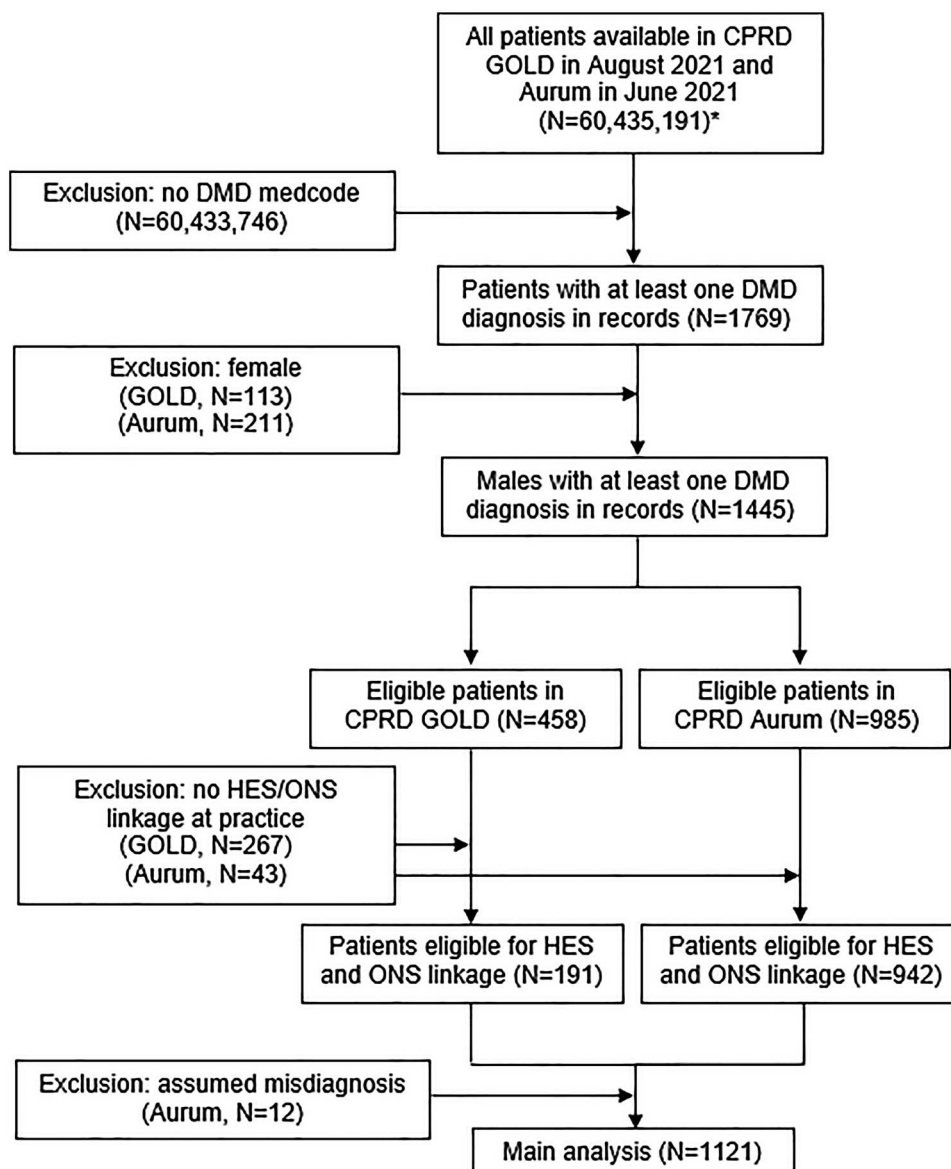 All patients available in CPRD
GOLD in August 2021 and
Aurum in June 2021
(N=60,435,191)*
Exclusion: no DMD medcode
(N=60,433,746)
Patients with at least one DMD
diagnosis in records (N=1769)
Exclusion: female
(GOLD, N=113)
(Aurum, N=211)
Males with at least one DMD
diagnosis in records (N=1445)
Eligible patients in
CPRD GOLD (N=458)
Eligible patients in
CPRD Aurum (N=985)
Exclusion: no HES/ONS
linkage at practice
(GOLD, N=267)
(Aurum, N=43)
Patients eligible for HES
and ONS linkage (N=191)
Patients eligible for HES
and ONS linkage (N=942)
Exclusion: assumed misdiagnosis
(Aurum, N=12)
Main analysis (N=1121)